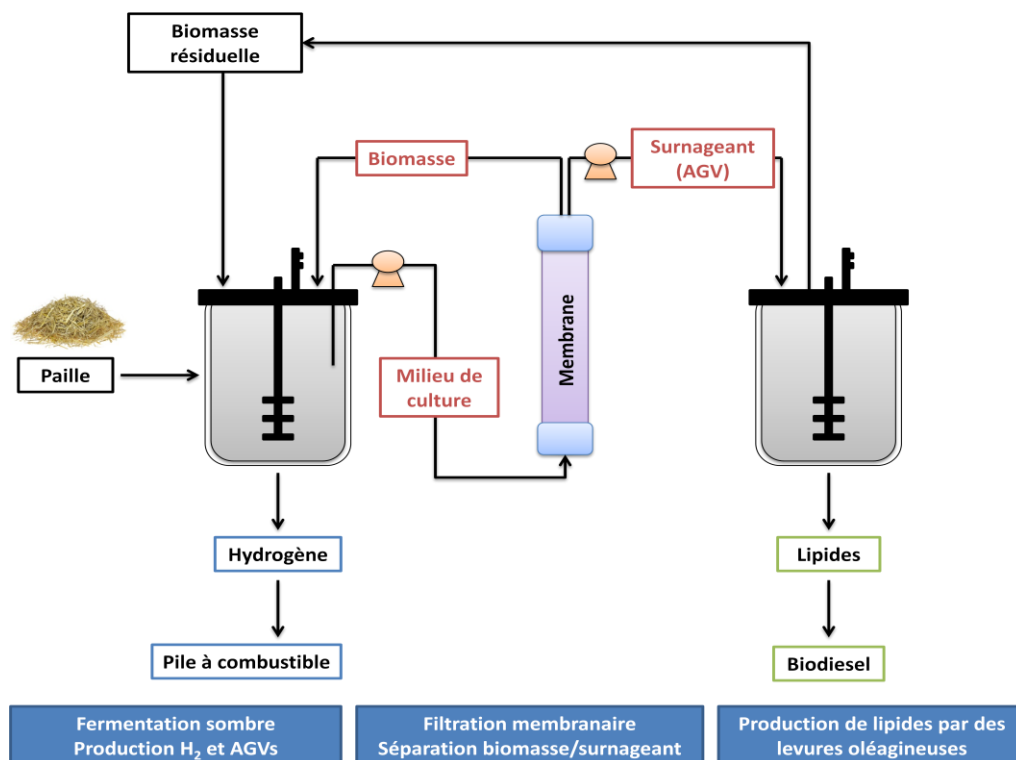 Biomasse
résiduelle
Biomasse
Surnageant
(AGV)
Paille
Milieu de
culture
Membrane
Hydrogène
Lipides
Pile à combustible
Biodiesel
Fermentation sombre
Production H₂ et AGVs
Filtration membranaire
Séparation biomasse/surnageant
Production de lipides par des
levures oléagineuses